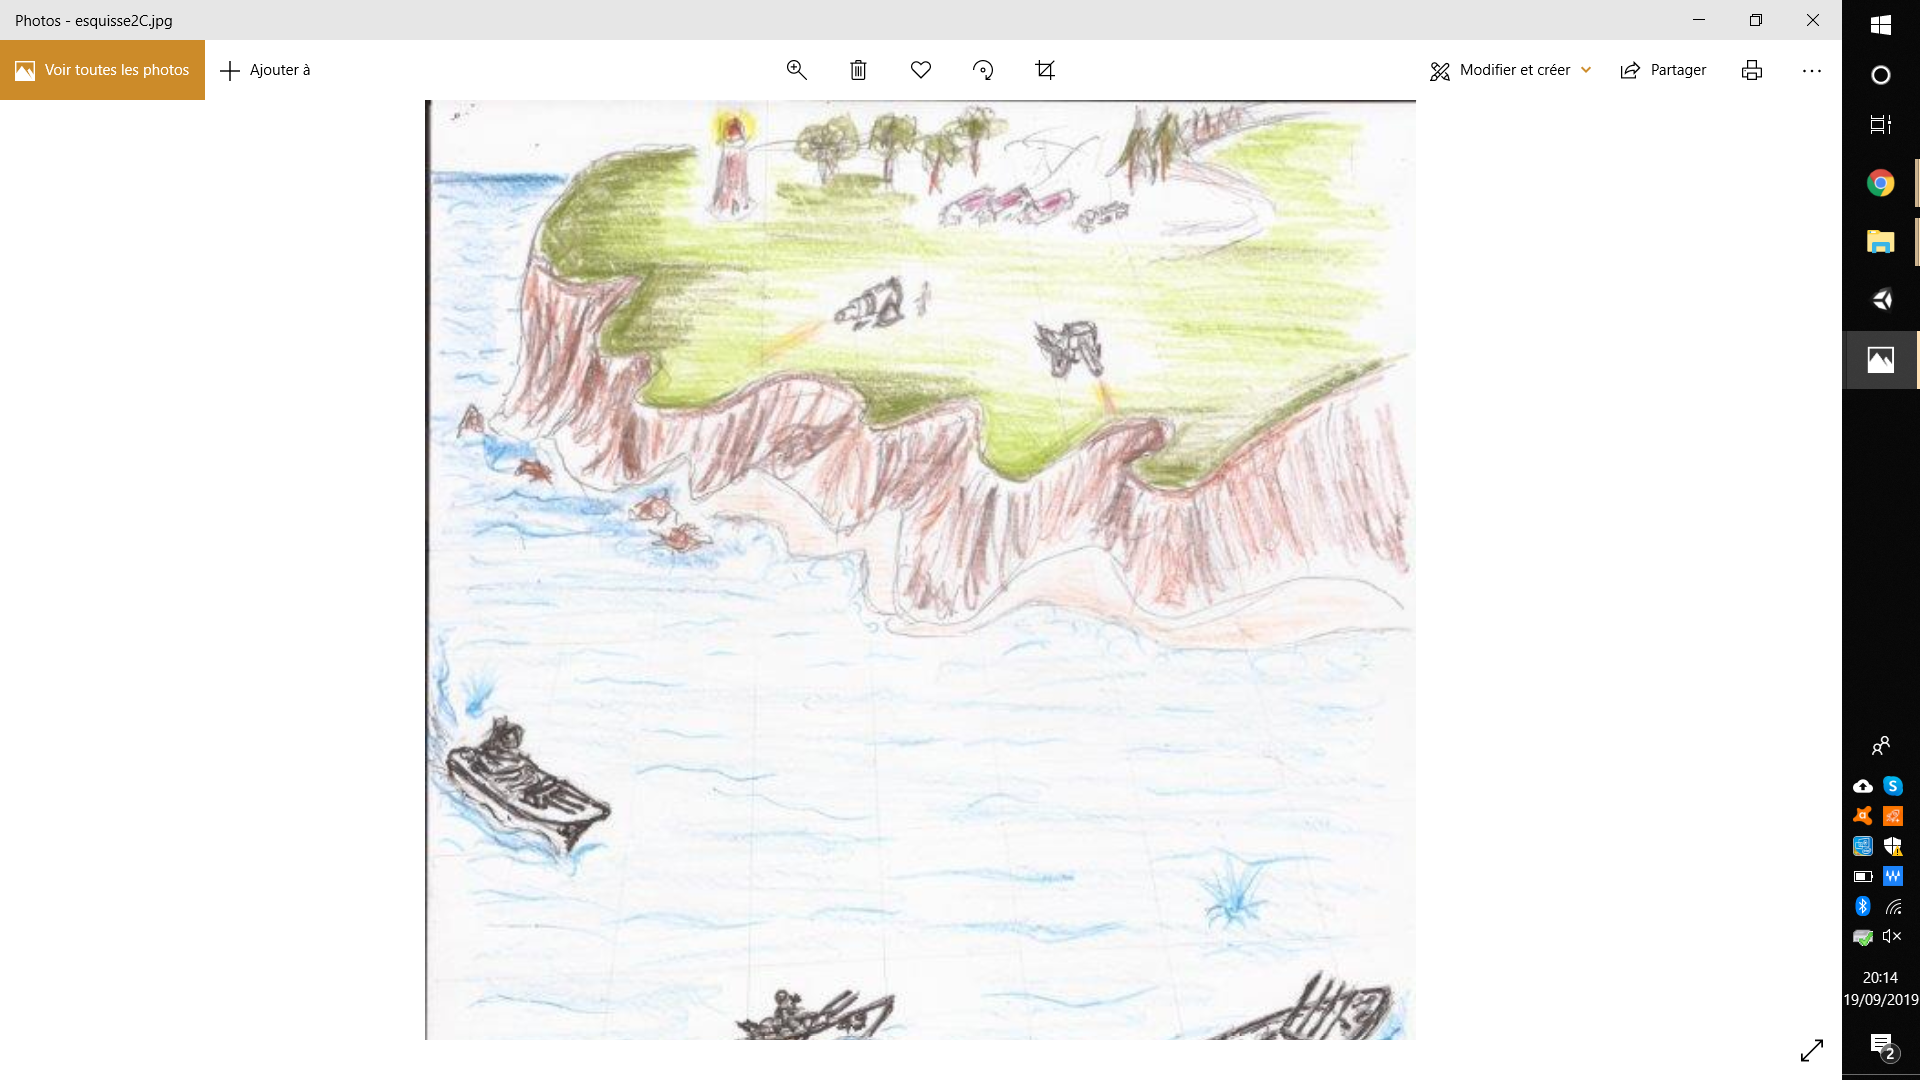 Photos - esquisse2C.jpg
Voir toutes les photos
Ajouter à
Modifier et créer
Partager
20:14
19/09/2019
2